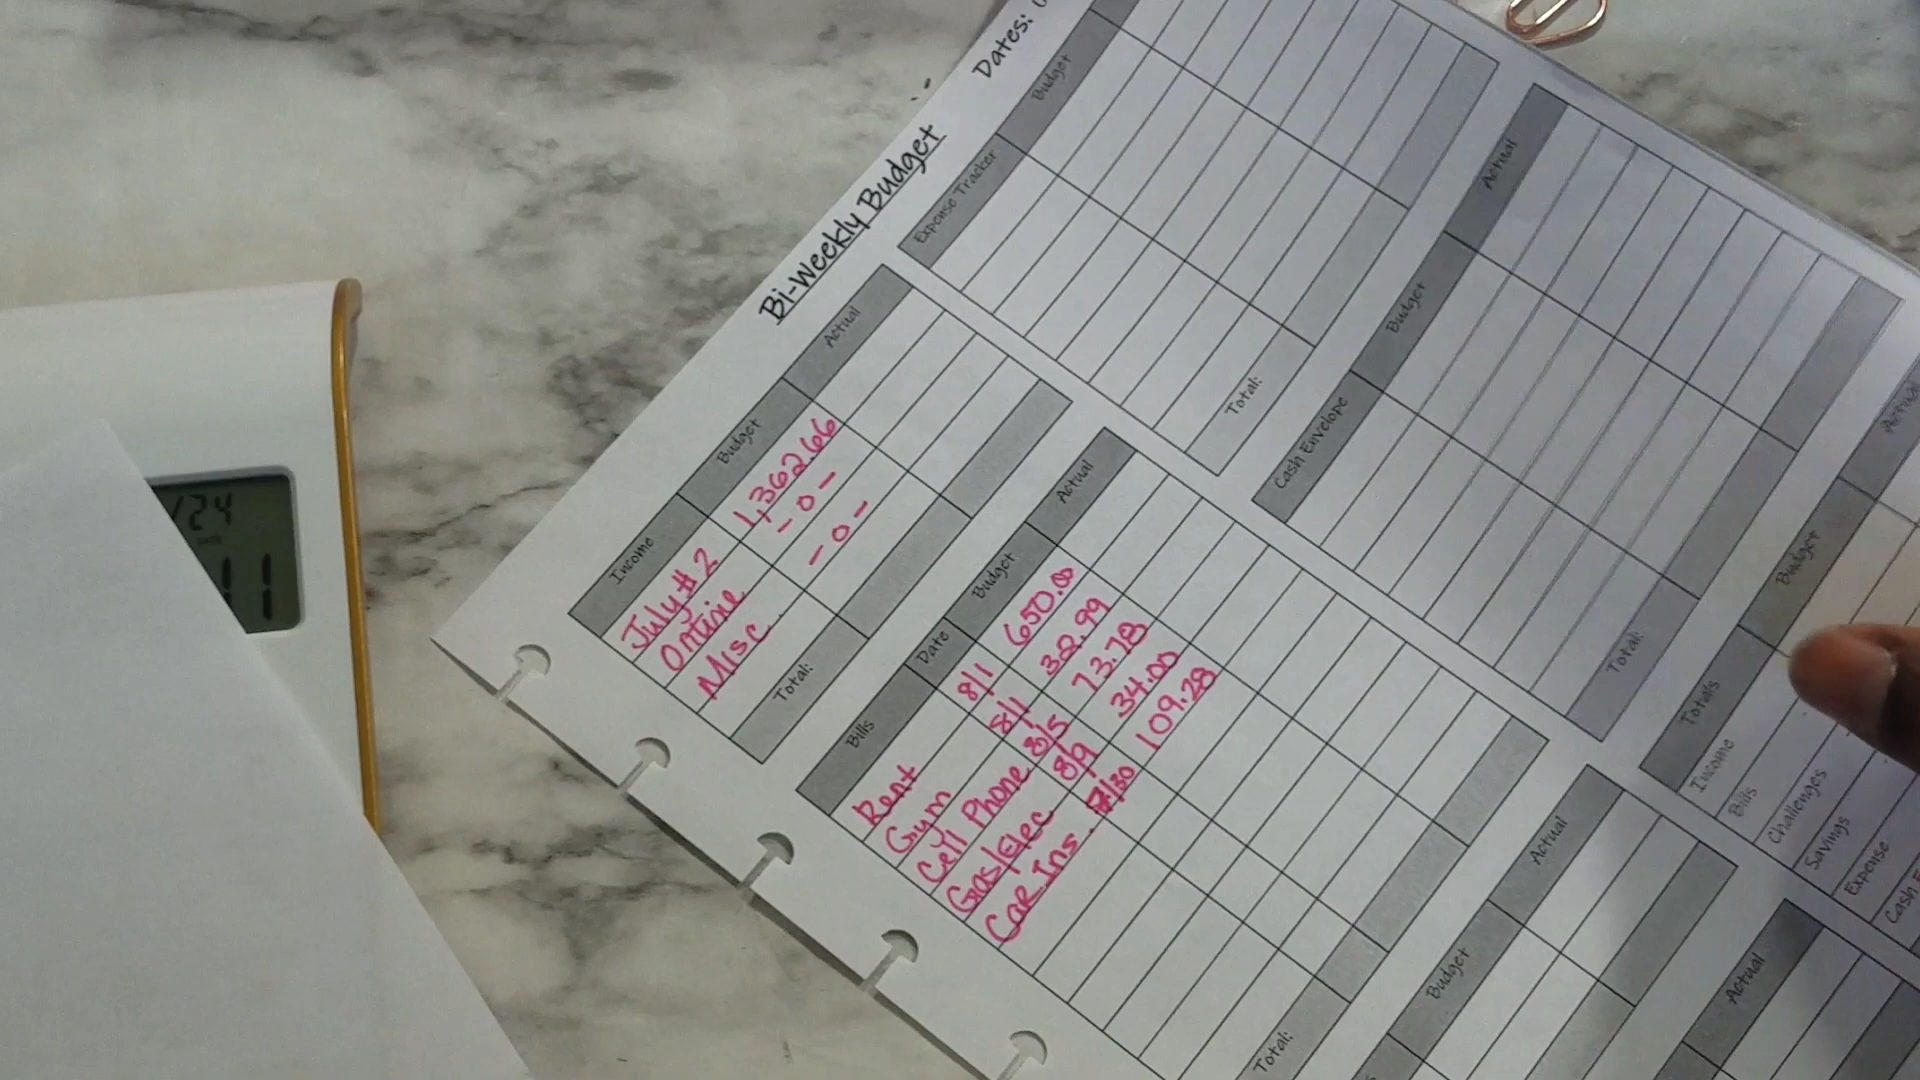 Bi-Weekly Budget
Dates:
Income Budget Actual
July #2 1,362.66
Online -0-
Misc. -0-
Total:
Bills Date Budget Actual
Rent 8/1 650.00
Gym 8/1 32.99
Cell Phone 8/5 73.78
Gas/Elec 8/9 34.00
Car Ins. 7/30 109.28
Total:
Expense Tracker Budget
Total:
Cash Envelope Budget Actual
Total:
Totals Budget Actual
Income
Bills
Challenges
Savings
Expense
Cash
Budget Actual
Actual
/24